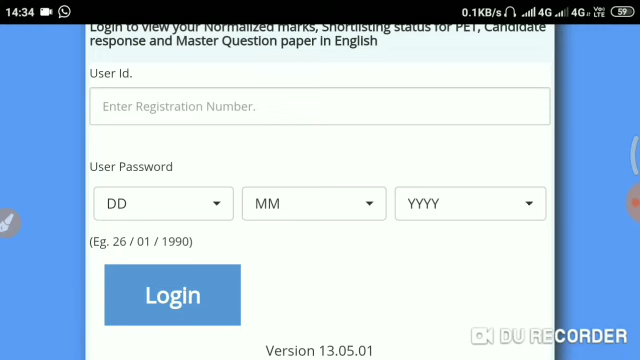 14:34 0.1KB/s 4G 4G Vo) LTE 59
Login to view your Normalized marks, Shortlisting status for PET, Candidate
response and Master Question paper in English
User Id.
Enter Registration Number.
User Password
DD MM YYYY
(Eg. 26 / 01 / 1990)
Login
DU RECORDER
Version 13.05.01